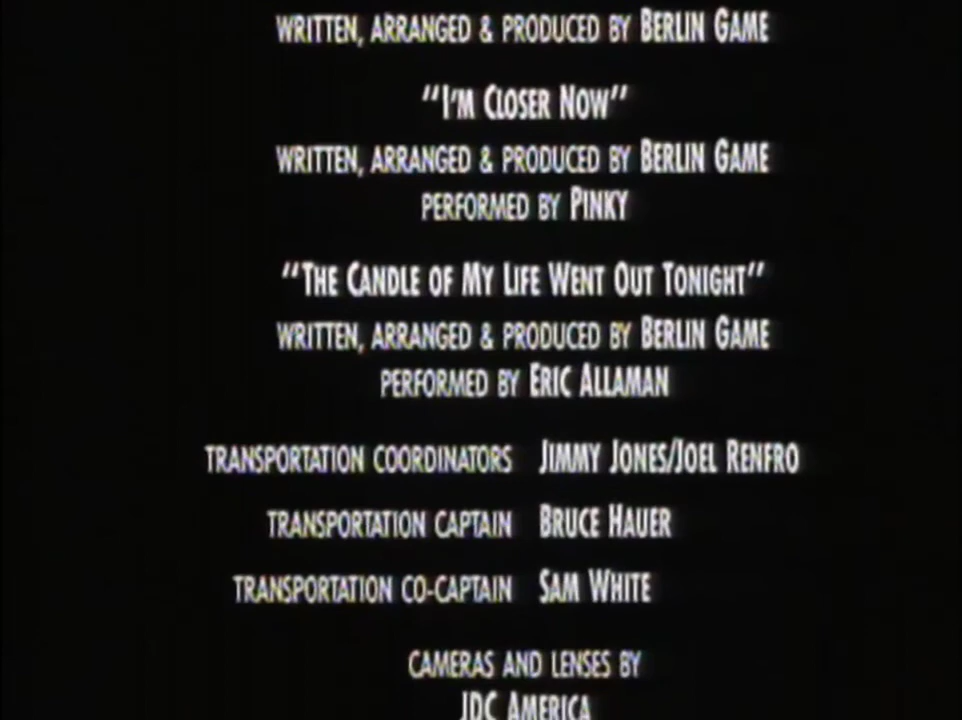 WRITTEN, ARRANGED & PRODUCED BY BERLIN GAME
"I'M CLOSER NOW"
WRITTEN, ARRANGED & PRODUCED BY BERLIN GAME
PERFORMED BY PINKY
"THE CANDLE OF MY LIFE WENT OUT TONIGHT"
WRITTEN, ARRANGED & PRODUCED BY BERLIN GAME
PERFORMED BY ERIC ALLAMAN
TRANSPORTATION COORDINATORS JIMMY JONES/JOEL RENFRO
TRANSPORTATION CAPTAIN BRUCE HAUER
TRANSPORTATION CO-CAPTAIN SAM WHITE
CAMERAS AND LENSES BY
JDC AMERICA